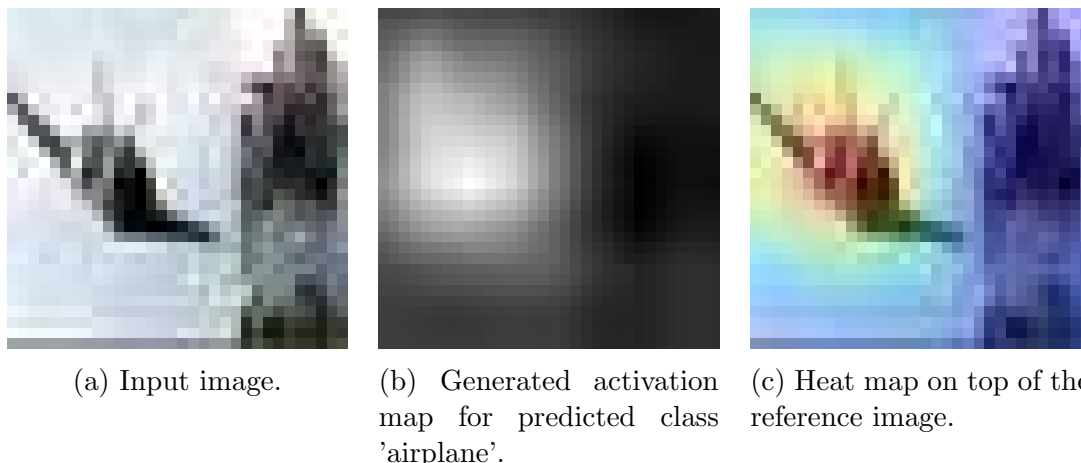 (a) Input image.
(b) Generated activation
map for predicted class
'airplane'.
(c) Heat map on top of the
reference image.